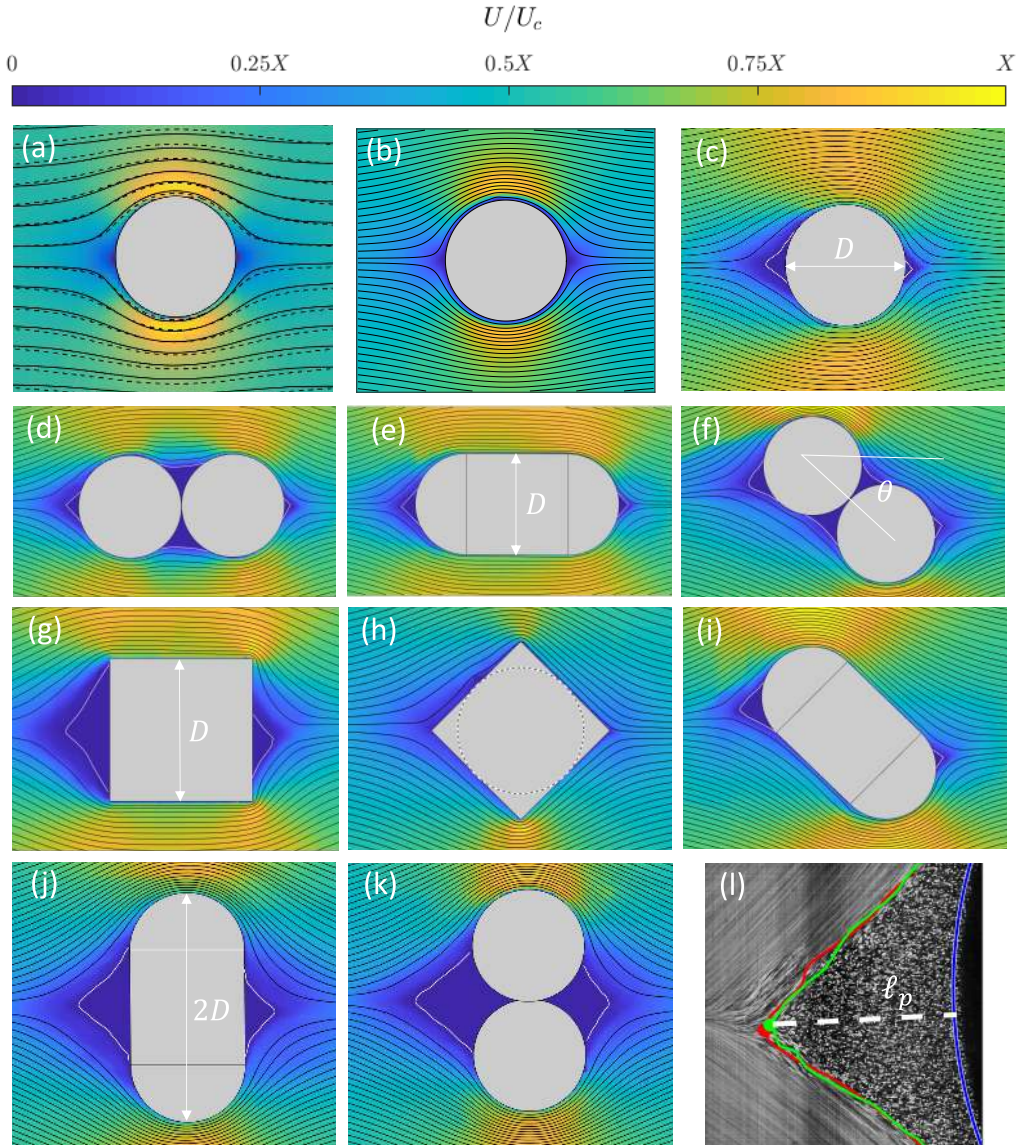 U/U_c
0 0.25X 0.5X 0.75X X
(a) (b) (c)
D
(d) (e) (f)
D θ
(g) (h) (i)
D
(j) (k) (l)
2D ℓ_p